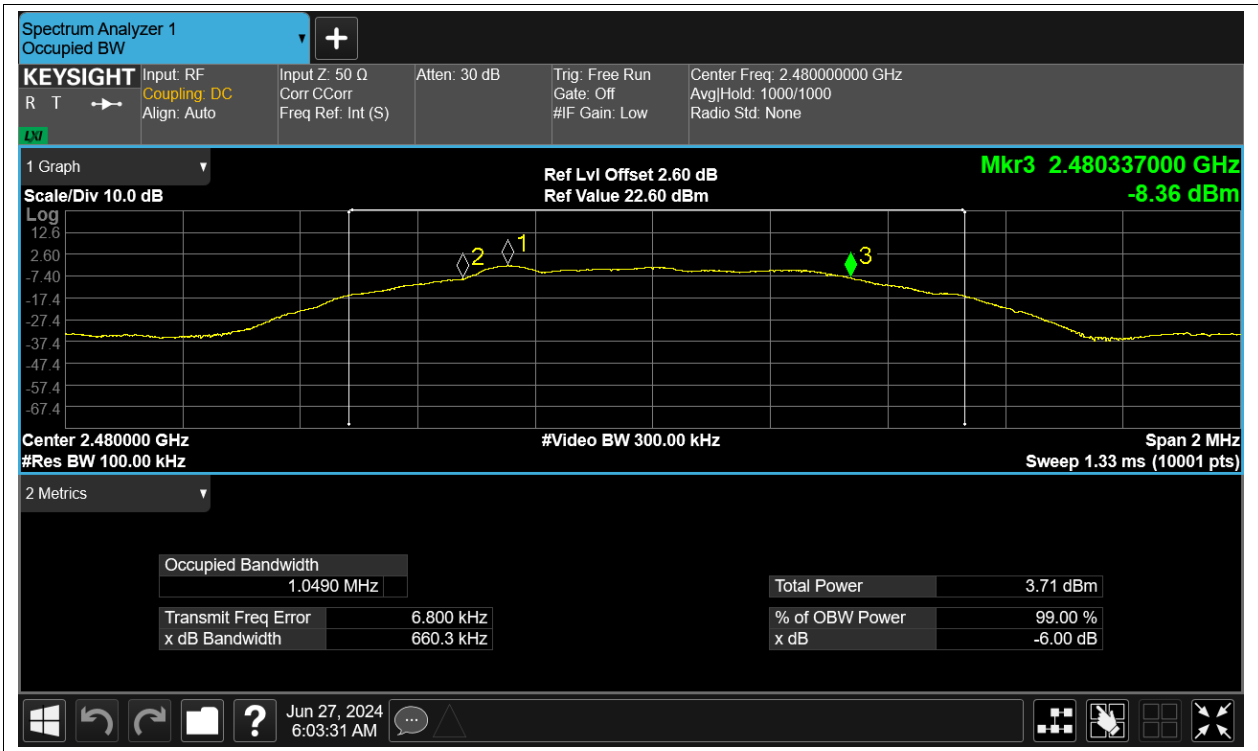 Spectrum Analyzer 1
Occupied BW
▼
+
KEYSIGHT
R T
LXI
Input: RF
Coupling: DC
Align: Auto
Input Z: 50 Ω
Corr CCorr
Freq Ref: Int (S)
Atten: 30 dB
Trig: Free Run
Gate: Off
#IF Gain: Low
Center Freq: 2.480000000 GHz
Avg|Hold: 1000/1000
Radio Std: None
1 Graph ▼
Scale/Div 10.0 dB
Ref Lvl Offset 2.60 dB
Ref Value 22.60 dBm
Mkr3 2.480337000 GHz
-8.36 dBm
Log
12.6
2.60
-7.40
-17.4
-27.4
-37.4
-47.4
-57.4
-67.4
2
1
3
Center 2.480000 GHz
#Res BW 100.00 kHz
#Video BW 300.00 kHz
Span 2 MHz
Sweep 1.33 ms (10001 pts)
2 Metrics ▼
Occupied Bandwidth
1.0490 MHz
Transmit Freq Error 6.800 kHz
x dB Bandwidth 660.3 kHz
Total Power 3.71 dBm
% of OBW Power 99.00 %
x dB -6.00 dB
?
Jun 27, 2024
6:03:31 AM